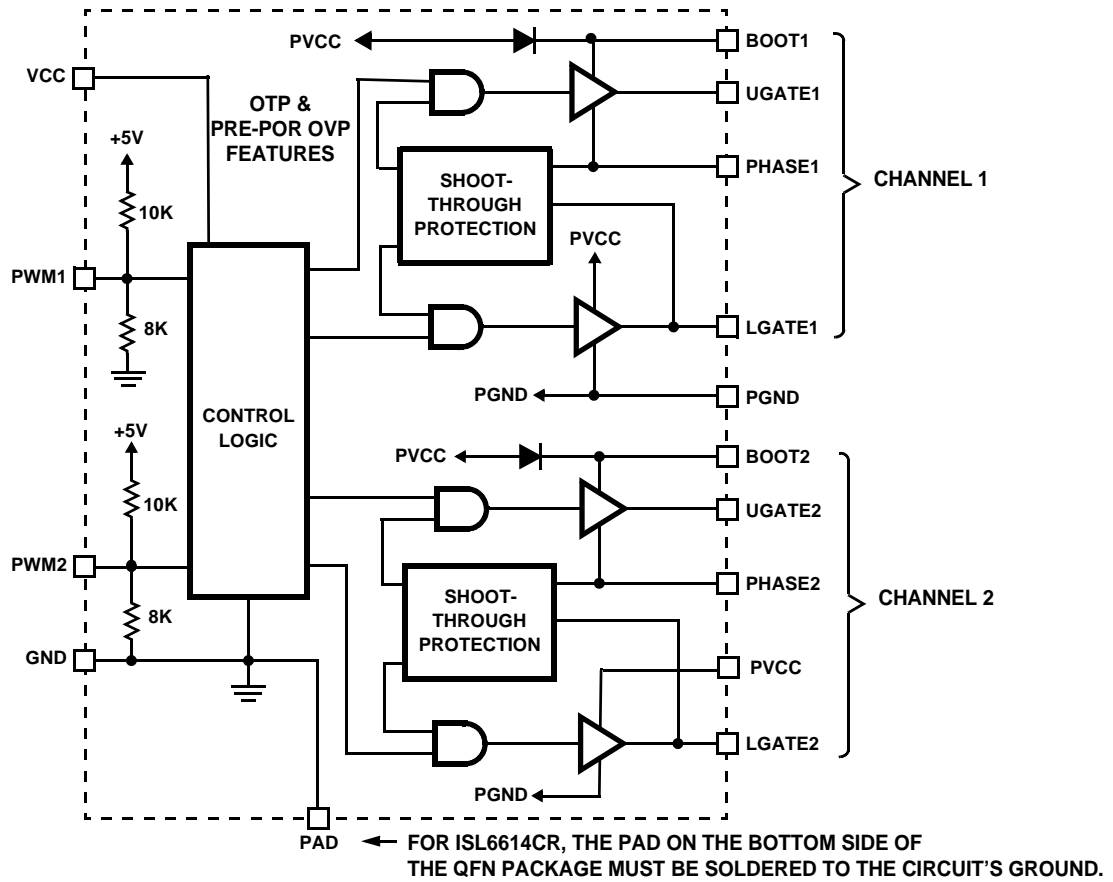 PVCC
BOOT1
VCC
OTP &
PRE-POR OVP
FEATURES
UGATE1
+5V
10K
SHOOT-
THROUGH
PROTECTION
PHASE1
CHANNEL 1
PVCC
PWM1
8K
LGATE1
PGND
PGND
CONTROL
LOGIC
+5V
PVCC
BOOT2
10K
UGATE2
PWM2
SHOOT-
THROUGH
PROTECTION
PHASE2
CHANNEL 2
8K
GND
PVCC
LGATE2
PGND
PAD
FOR ISL6614CR, THE PAD ON THE BOTTOM SIDE OF
THE QFN PACKAGE MUST BE SOLDERED TO THE CIRCUIT'S GROUND.